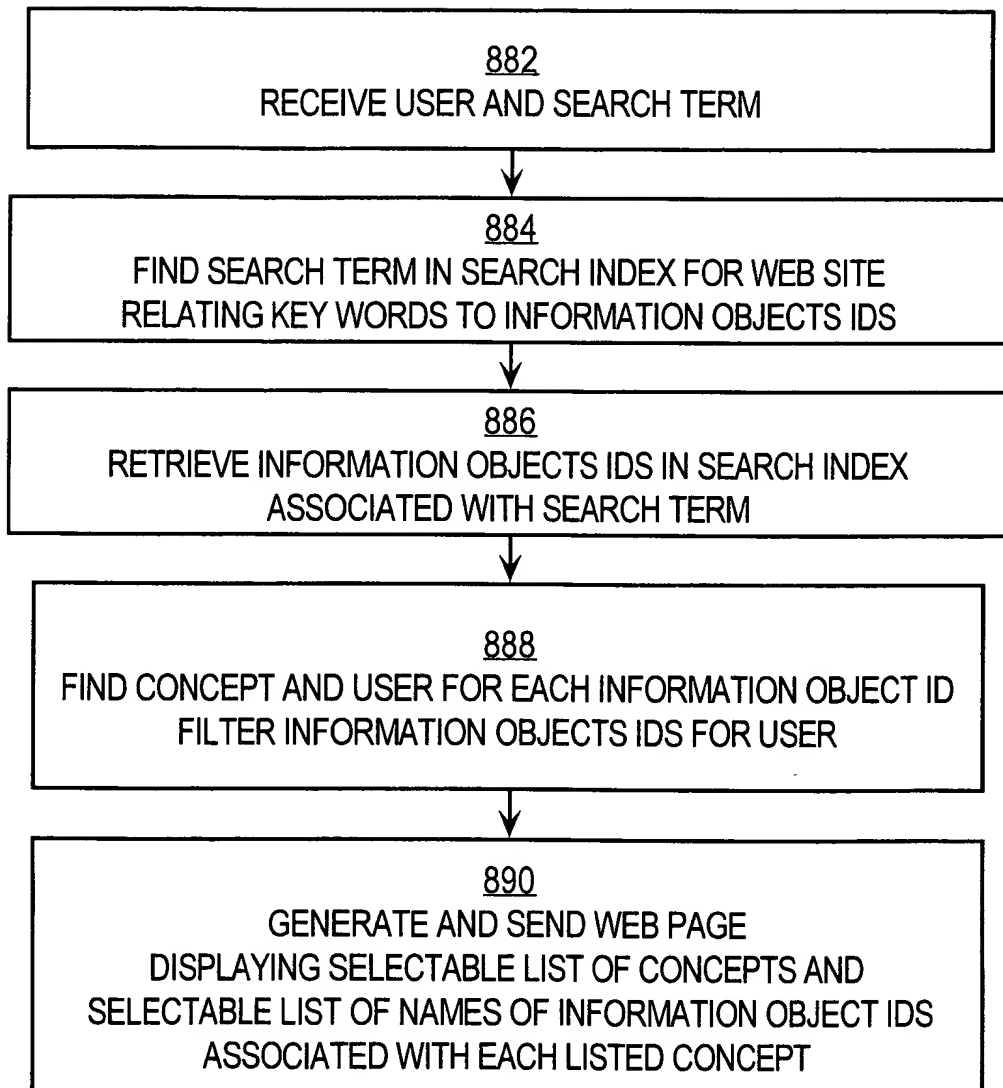 882
RECEIVE USER AND SEARCH TERM
884
FIND SEARCH TERM IN SEARCH INDEX FOR WEB SITE
RELATING KEY WORDS TO INFORMATION OBJECTS IDS
886
RETRIEVE INFORMATION OBJECTS IDS IN SEARCH INDEX
ASSOCIATED WITH SEARCH TERM
888
FIND CONCEPT AND USER FOR EACH INFORMATION OBJECT ID
FILTER INFORMATION OBJECTS IDS FOR USER
890
GENERATE AND SEND WEB PAGE
DISPLAYING SELECTABLE LIST OF CONCEPTS AND
SELECTABLE LIST OF NAMES OF INFORMATION OBJECT IDS
ASSOCIATED WITH EACH LISTED CONCEPT